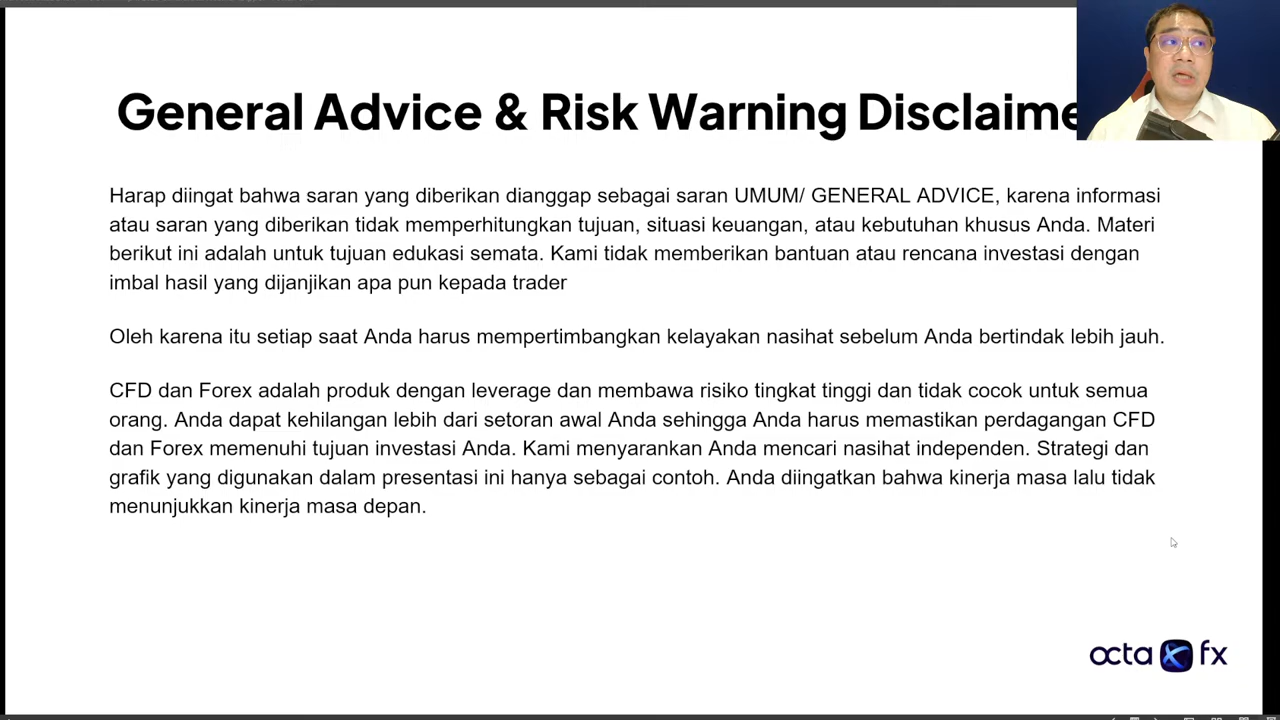 General Advice & Risk Warning Disclaime
Harap diingat bahwa saran yang diberikan dianggap sebagai saran UMUM/ GENERAL ADVICE, karena informasi
atau saran yang diberikan tidak memperhitungkan tujuan, situasi keuangan, atau kebutuhan khusus Anda. Materi
berikut ini adalah untuk tujuan edukasi semata. Kami tidak memberikan bantuan atau rencana investasi dengan
imbal hasil yang dijanjikan apa pun kepada trader
Oleh karena itu setiap saat Anda harus mempertimbangkan kelayakan nasihat sebelum Anda bertindak lebih jauh.
CFD dan Forex adalah produk dengan leverage dan membawa risiko tingkat tinggi dan tidak cocok untuk semua
orang. Anda dapat kehilangan lebih dari setoran awal Anda sehingga Anda harus memastikan perdagangan CFD
dan Forex memenuhi tujuan investasi Anda. Kami menyarankan Anda mencari nasihat independen. Strategi dan
grafik yang digunakan dalam presentasi ini hanya sebagai contoh. Anda diingatkan bahwa kinerja masa lalu tidak
menunjukkan kinerja masa depan.
octa fx